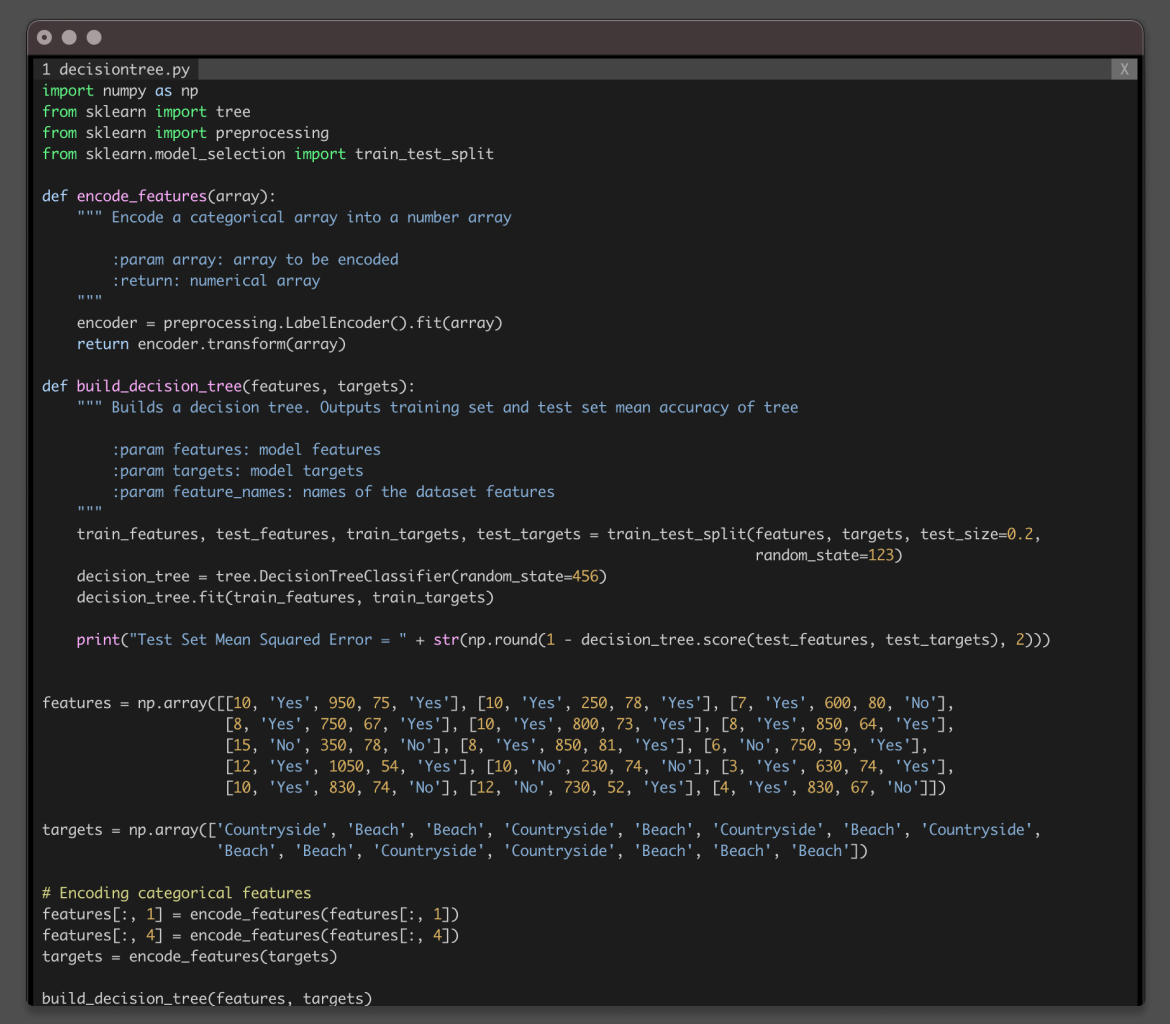 1 decisiontree.py X
import numpy as np
from sklearn import tree
from sklearn import preprocessing
from sklearn.model_selection import train_test_split

def encode_features(array):
    """ Encode a categorical array into a number array

        :param array: array to be encoded
        :return: numerical array
    """
    encoder = preprocessing.LabelEncoder().fit(array)
    return encoder.transform(array)

def build_decision_tree(features, targets):
    """ Builds a decision tree. Outputs training set and test set mean accuracy of tree

        :param features: model features
        :param targets: model targets
        :param feature_names: names of the dataset features
    """
    train_features, test_features, train_targets, test_targets = train_test_split(features, targets, test_size=0.2,
                                                                                  random_state=123)
    decision_tree = tree.DecisionTreeClassifier(random_state=456)
    decision_tree.fit(train_features, train_targets)

    print("Test Set Mean Squared Error = " + str(np.round(1 - decision_tree.score(test_features, test_targets), 2)))


features = np.array([[10, 'Yes', 950, 75, 'Yes'], [10, 'Yes', 250, 78, 'Yes'], [7, 'Yes', 600, 80, 'No'],
                     [8, 'Yes', 750, 67, 'Yes'], [10, 'Yes', 800, 73, 'Yes'], [8, 'Yes', 850, 64, 'Yes'],
                     [15, 'No', 350, 78, 'No'], [8, 'Yes', 850, 81, 'Yes'], [6, 'No', 750, 59, 'Yes'],
                     [12, 'Yes', 1050, 54, 'Yes'], [10, 'No', 230, 74, 'No'], [3, 'Yes', 630, 74, 'Yes'],
                     [10, 'Yes', 830, 74, 'No'], [12, 'No', 730, 52, 'Yes'], [4, 'Yes', 830, 67, 'No']])

targets = np.array(['Countryside', 'Beach', 'Beach', 'Countryside', 'Beach', 'Countryside', 'Beach', 'Countryside',
                    'Beach', 'Beach', 'Countryside', 'Countryside', 'Beach', 'Beach', 'Beach'])

# Encoding categorical features
features[:, 1] = encode_features(features[:, 1])
features[:, 4] = encode_features(features[:, 4])
targets = encode_features(targets)

build_decision_tree(features, targets)